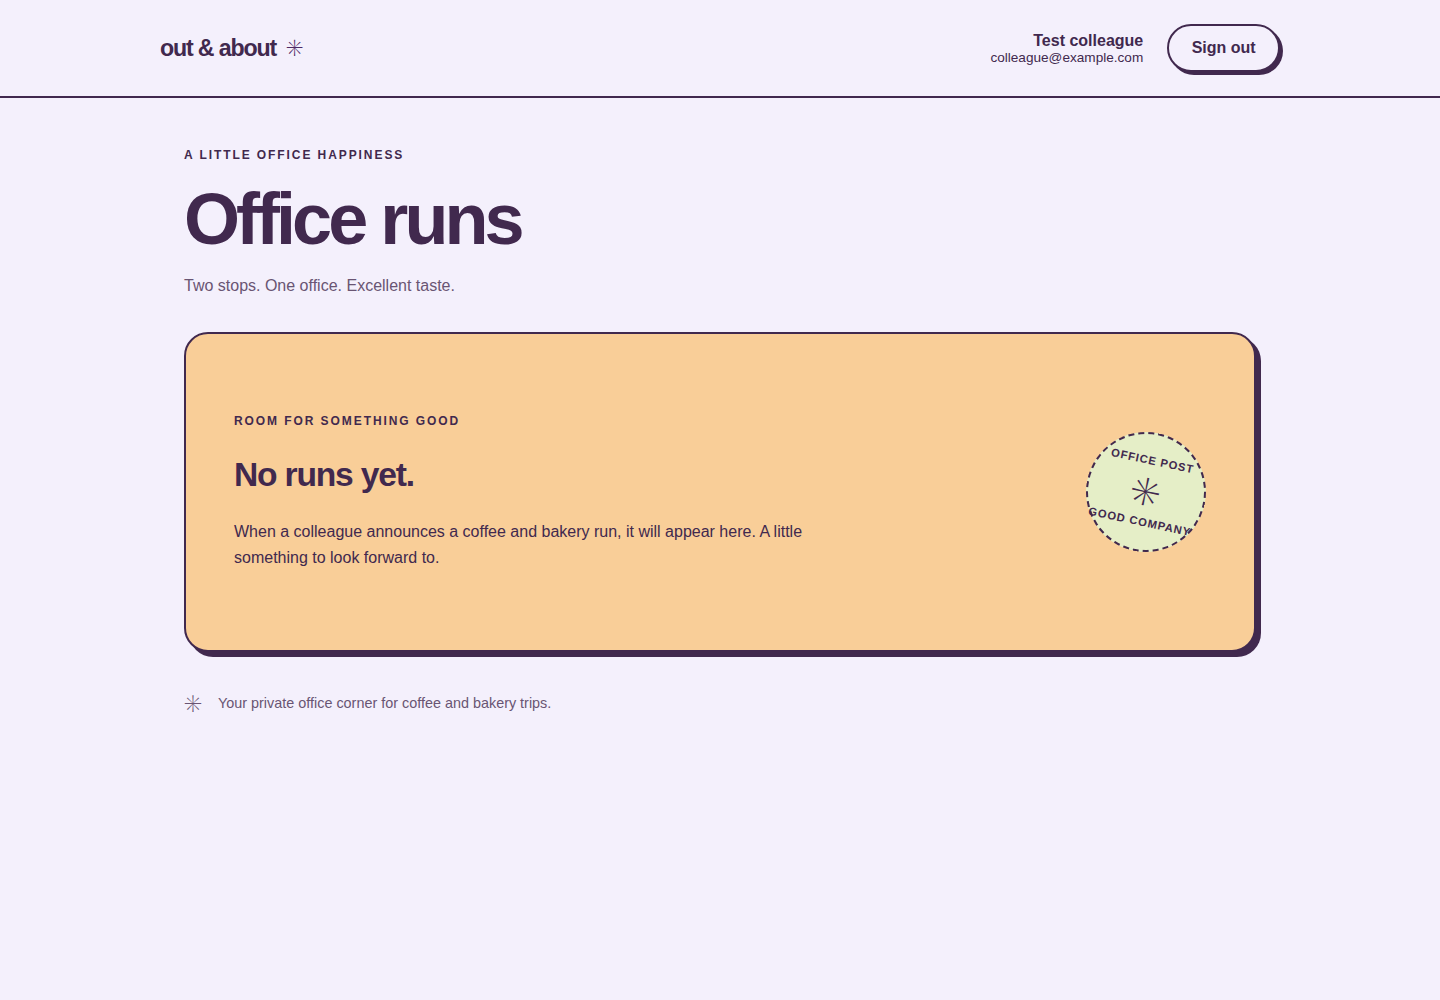 out & about
Test colleague
colleague@example.com
Sign out
A LITTLE OFFICE HAPPINESS
Office runs
Two stops. One office. Excellent taste.
ROOM FOR SOMETHING GOOD
No runs yet.
When a colleague announces a coffee and bakery run, it will appear here. A little
something to look forward to.
OFFICE POST
GOOD COMPANY
Your private office corner for coffee and bakery trips.